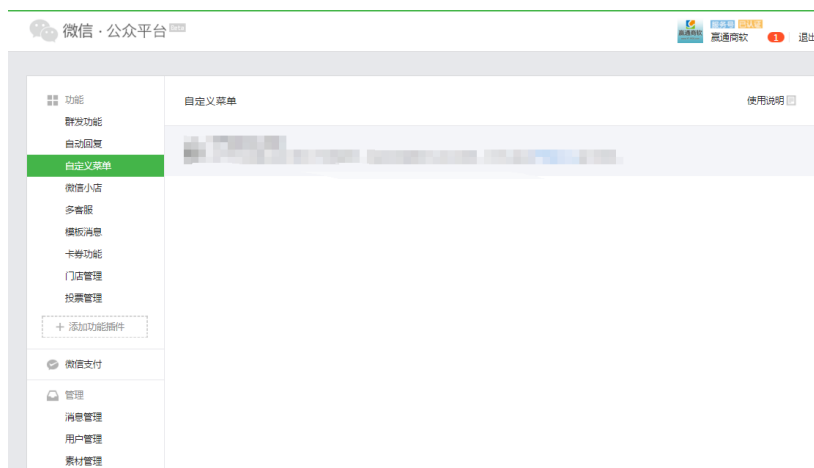 微信·公众平台 Beta
服务号 已认证
赢通商软 1 退出
功能
群发功能
自动回复
自定义菜单
微信小店
多客服
模板消息
卡券功能
门店管理
投票管理
+ 添加功能插件
微信支付
管理
消息管理
用户管理
素材管理
自定义菜单
使用说明